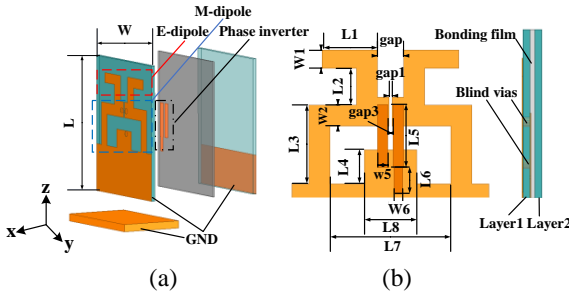 M-dipole
W
E-dipole
Phase inverter
L
z
x
y
GND
(a)
L1
gap
W1
L2
gap1
W2
gap3
L3
L4
L5
w5
L6
W6
L8
L7
(b)
Bonding film
Blind vias
Layer1 Layer2